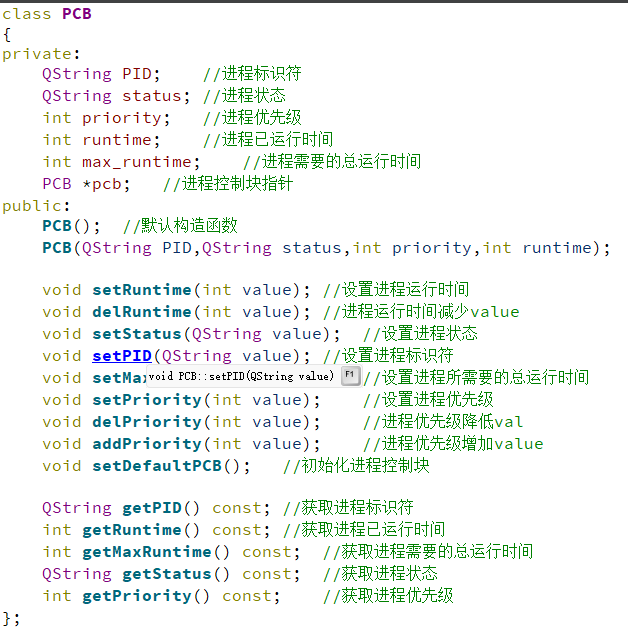 class PCB
{
private:
    QString PID;    //进程标识符
    QString status; //进程状态
    int priority;   //进程优先级
    int runtime;    //进程已运行时间
    int max_runtime;    //进程需要的总运行时间
    PCB *pcb;   //进程控制块指针
public:
    PCB();  //默认构造函数
    PCB(QString PID,QString status,int priority,int runtime);
    void setRuntime(int value); //设置进程运行时间
    void delRuntime(int value); //进程运行时间减少value
    void setStatus(QString value);  //设置进程状态
    void setPID(QString value); //设置进程标识符
    void setMax void PCB::setPID(QString value) F1 //设置进程所需要的总运行时间
    void setPriority(int value);    //设置进程优先级
    void delPriority(int value);    //进程优先级降低val
    void addPriority(int value);    //进程优先级增加value
    void setDefaultPCB();   //初始化进程控制块
    QString getPID() const; //获取进程标识符
    int getRuntime() const; //获取进程已运行时间
    int getMaxRuntime() const;  //获取进程需要的总运行时间
    QString getStatus() const;  //获取进程状态
    int getPriority() const;    //获取进程优先级
};